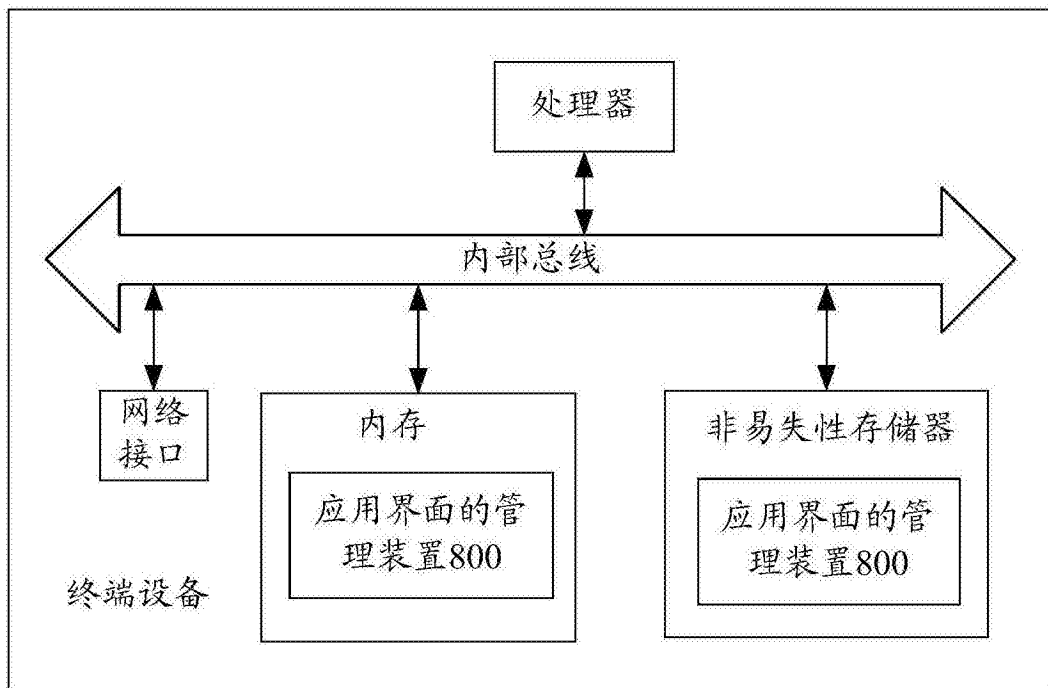 处理器
内部总线
网络
接口
内存
应用界面的管
理装置800
非易失性存储器
应用界面的管
理装置800
终端设备